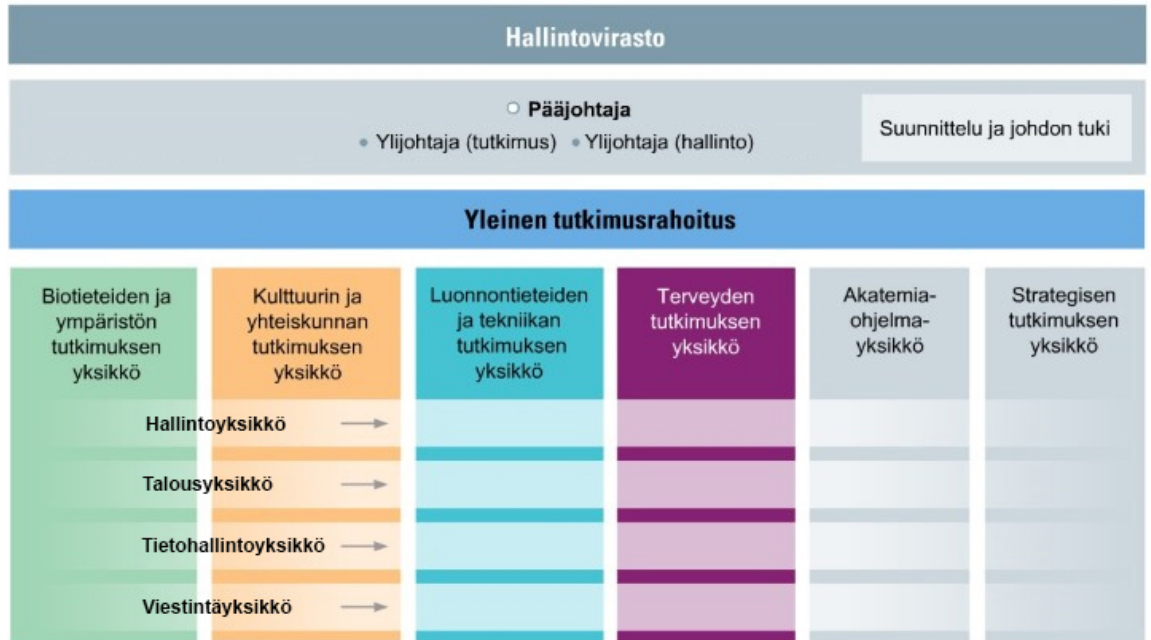 Hallintovirasto
Pääjohtaja
Ylijohtaja (tutkimus) Ylijohtaja (hallinto)
Suunnittelu ja johdon tuki
Yleinen tutkimusrahoitus
Biotieteiden ja
ympäristön
tutkimuksen
yksikkö
Kulttuurin ja
yhteiskunnan
tutkimuksen
yksikkö
Luonnontieteiden
ja tekniikan
tutkimuksen
yksikkö
Terveyden
tutkimuksen
yksikkö
Akatemia-
ohjelma-
yksikkö
Strategisen
tutkimuksen
yksikkö
Hallintoyksikkö
Talousyksikkö
Tietohallintoyksikkö
Viestintäyksikkö